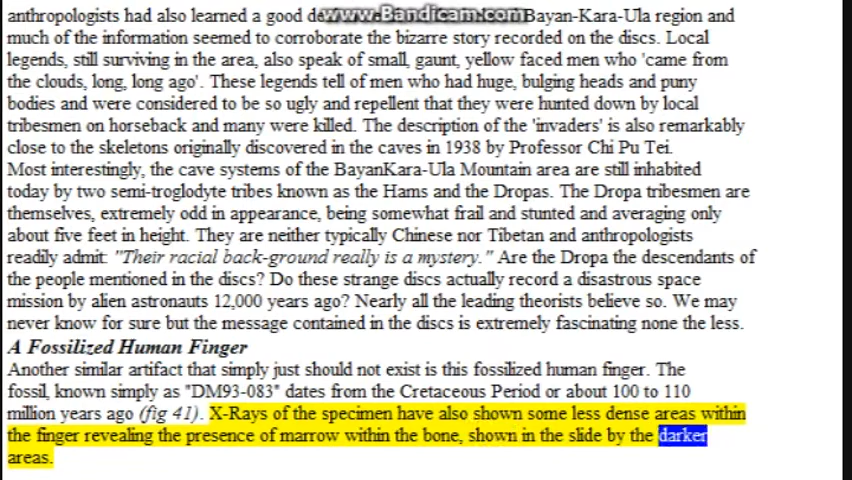 anthropologists had also learned a good www.Bandicam.com Bayan-Kara-Ula region and
much of the information seemed to corroborate the bizarre story recorded on the discs. Local
legends, still surviving in the area, also speak of small, gaunt, yellow faced men who 'came from
the clouds, long, long ago'. These legends tell of men who had huge, bulging heads and puny
bodies and were considered to be so ugly and repellent that they were hunted down by local
tribesmen on horseback and many were killed. The description of the 'invaders' is also remarkably
close to the skeletons originally discovered in the caves in 1938 by Professor Chi Pu Tei.
Most interestingly, the cave systems of the BayanKara-Ula Mountain area are still inhabited
today by two semi-troglodyte tribes known as the Hams and the Dropas. The Dropa tribesmen are
themselves, extremely odd in appearance, being somewhat frail and stunted and averaging only
about five feet in height. They are neither typically Chinese nor Tibetan and anthropologists
readily admit: "Their racial back-ground really is a mystery." Are the Dropa the descendants of
the people mentioned in the discs? Do these strange discs actually record a disastrous space
mission by alien astronauts 12,000 years ago? Nearly all the leading theorists believe so. We may
never know for sure but the message contained in the discs is extremely fascinating none the less.
A Fossilized Human Finger
Another similar artifact that simply just should not exist is this fossilized human finger. The
fossil, known simply as "DM93-083" dates from the Cretaceous Period or about 100 to 110
million years ago (fig 41). X-Rays of the specimen have also shown some less dense areas within
the finger revealing the presence of marrow within the bone, shown in the slide by the darker
areas.